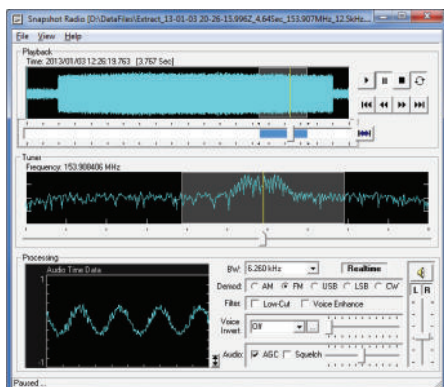 Snapshot Radio [D:\DataFiles\Extract_13-01-03 20-26-15.996Z_4.64Sec_153.907MHz_12.5kHz...
File View Help
Playback
Time: 2013/01/03 12:26:19.763 [3.767 Sec]
Tuner
Frequency: 153.908406 MHz
Processing
1
Audio Time Data
-1
BW: 6.260 kHz Realtime
Demod: AM FM USB LSB CW
Filter: Low-Cut Voice Enhance
Voice Invert: Off ...
Audio: AGC Squelch
L R
Paused ...